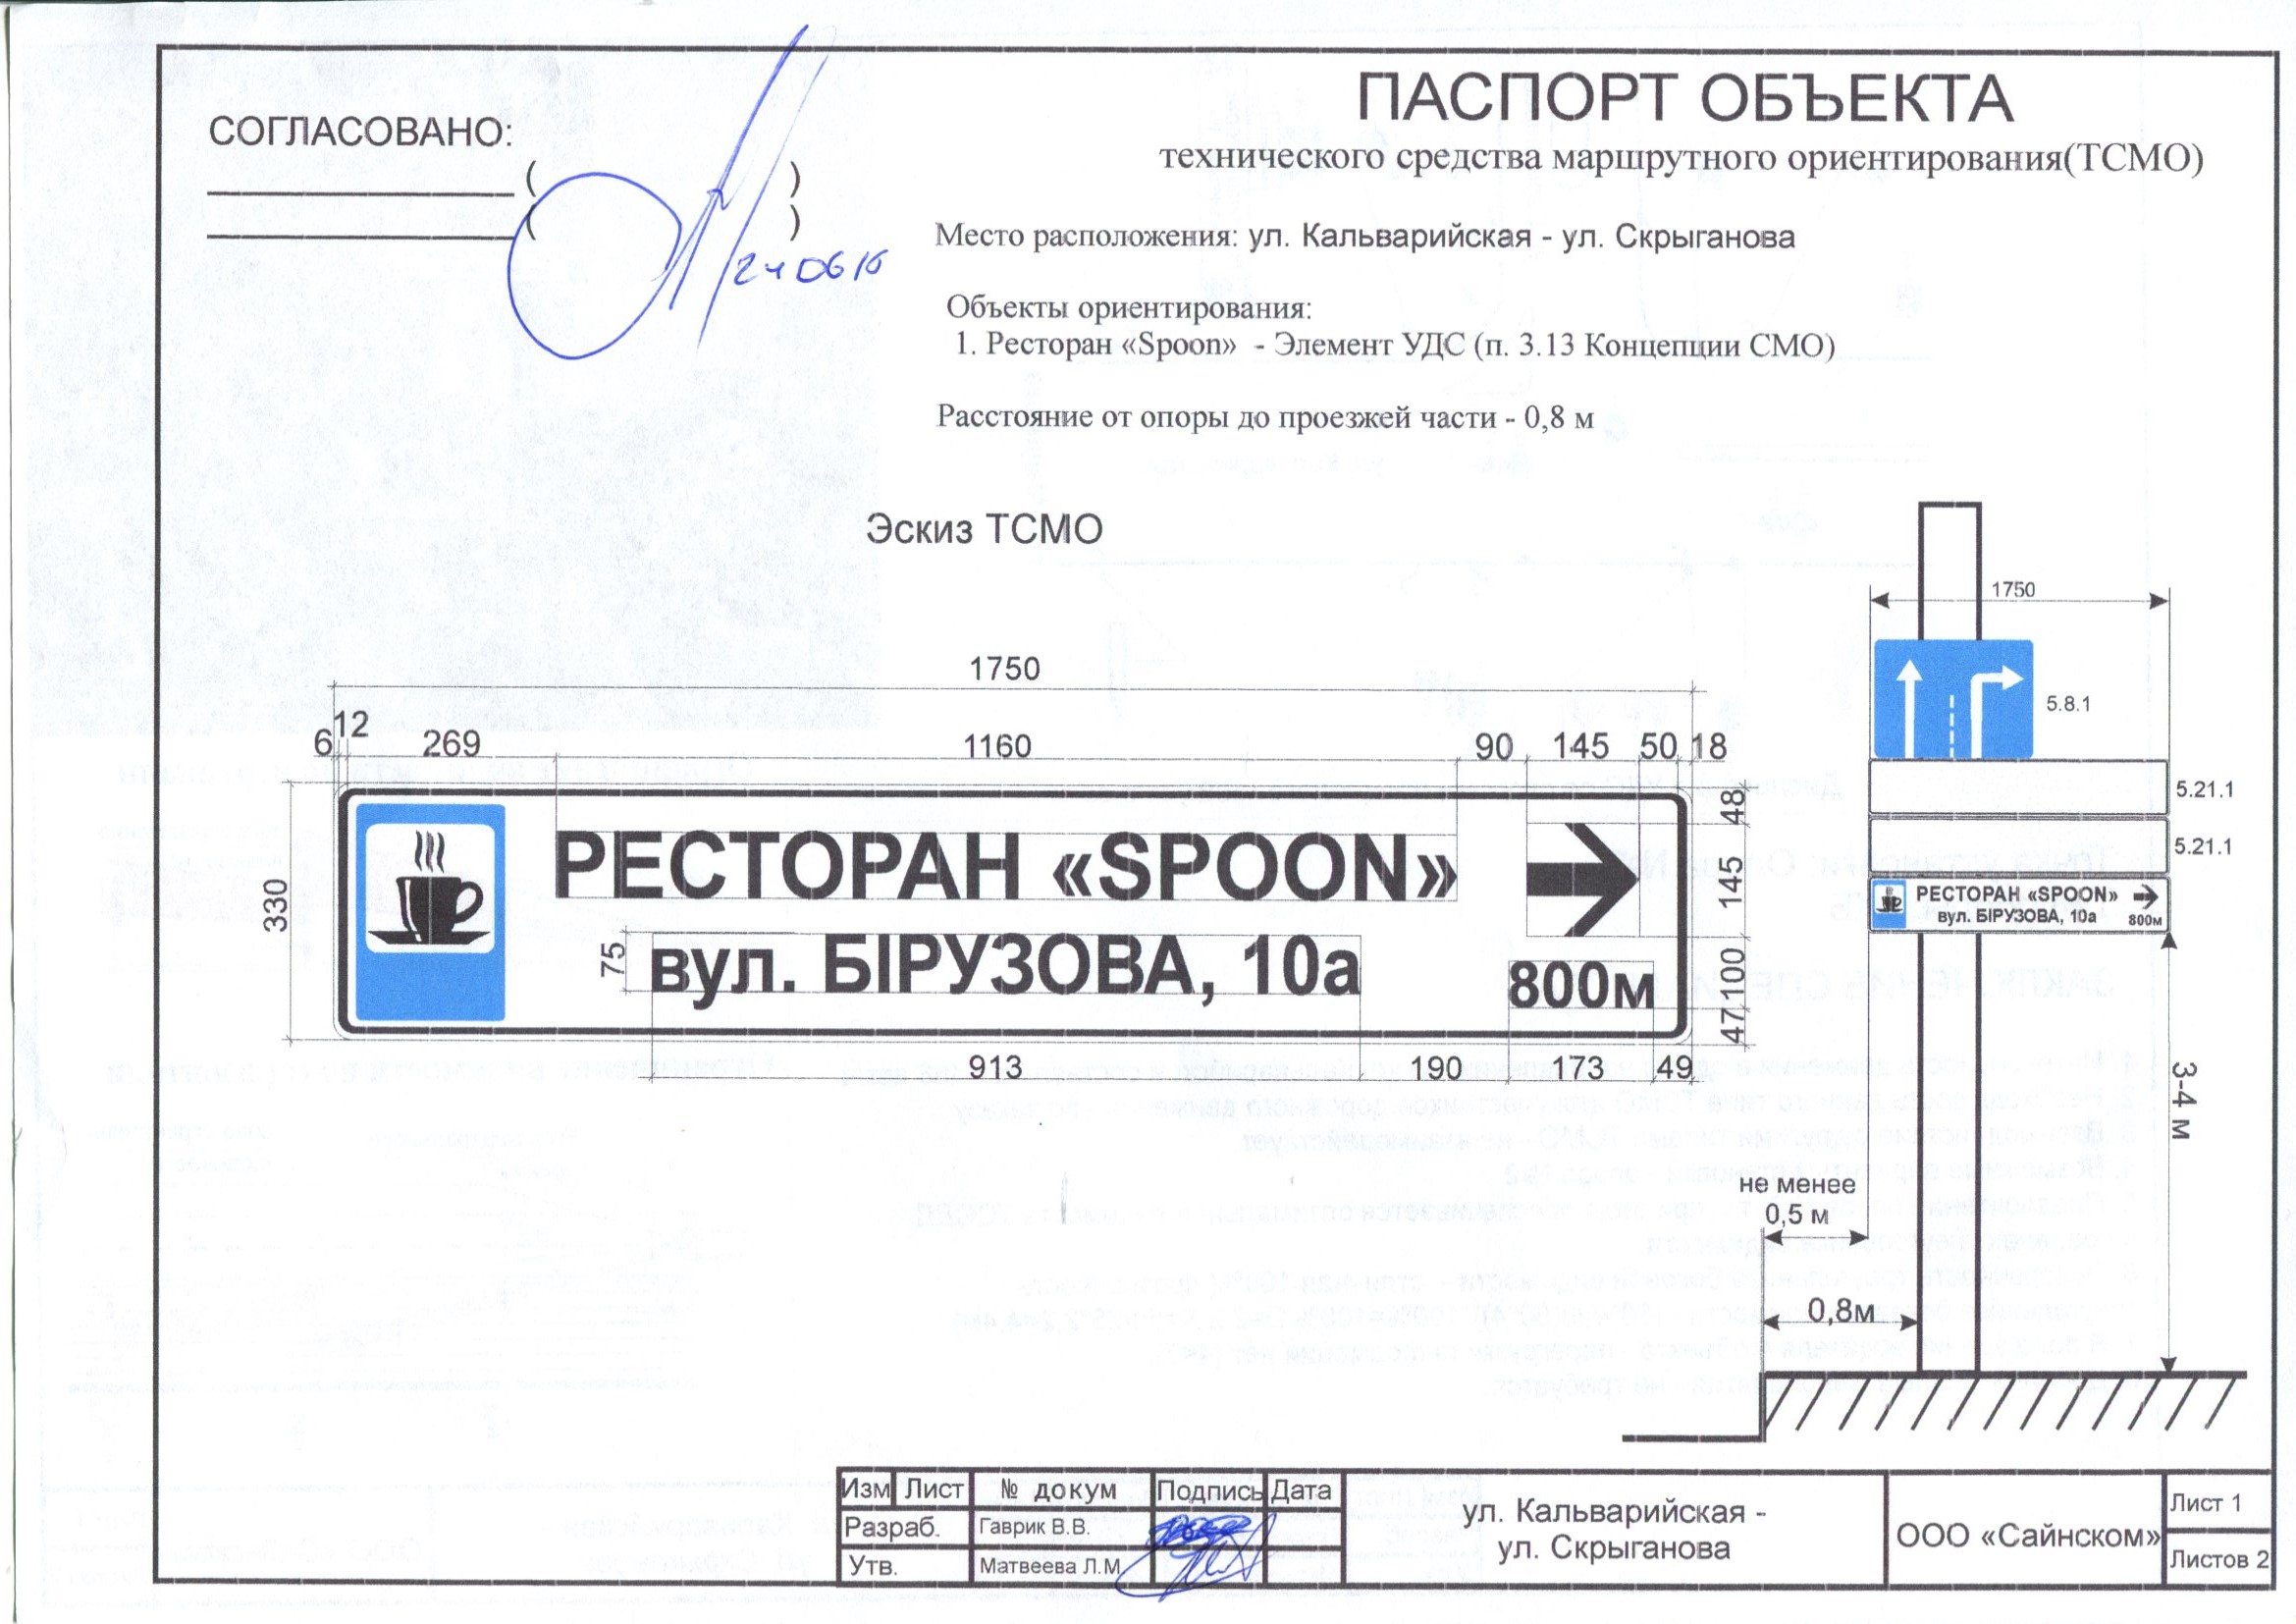 ПАСПОРТ ОБЪЕКТА
технического средства маршрутного ориентирования(ТСМО)
СОГЛАСОВАНО:
( )
( )
240616
Место расположения: ул. Кальварийская - ул. Скрыганова
Объекты ориентирования:
1. Ресторан «Spoon» - Элемент УДС (п. 3.13 Концепции СМО)
Расстояние от опоры до проезжей части - 0,8 м
Эскиз ТСМО
1750
6 12 269 1160 90 145 50 18
330
РЕСТОРАН «SPOON»
75
вул. БІРУЗОВА, 10а
800м
48
145
100
47
913 190 173 49
1750
5.8.1
5.21.1
5.21.1
РЕСТОРАН «SPOON»
вул. БІРУЗОВА, 10а 800м
3-4 м
не менее
0,5 м
0,8м
Изм Лист № докум Подпись Дата
Разраб. Гаврик В.В.
Утв. Матвеева Л.М
ул. Кальварийская -
ул. Скрыганова
ООО «Сайнском»
Лист 1
Листов 2